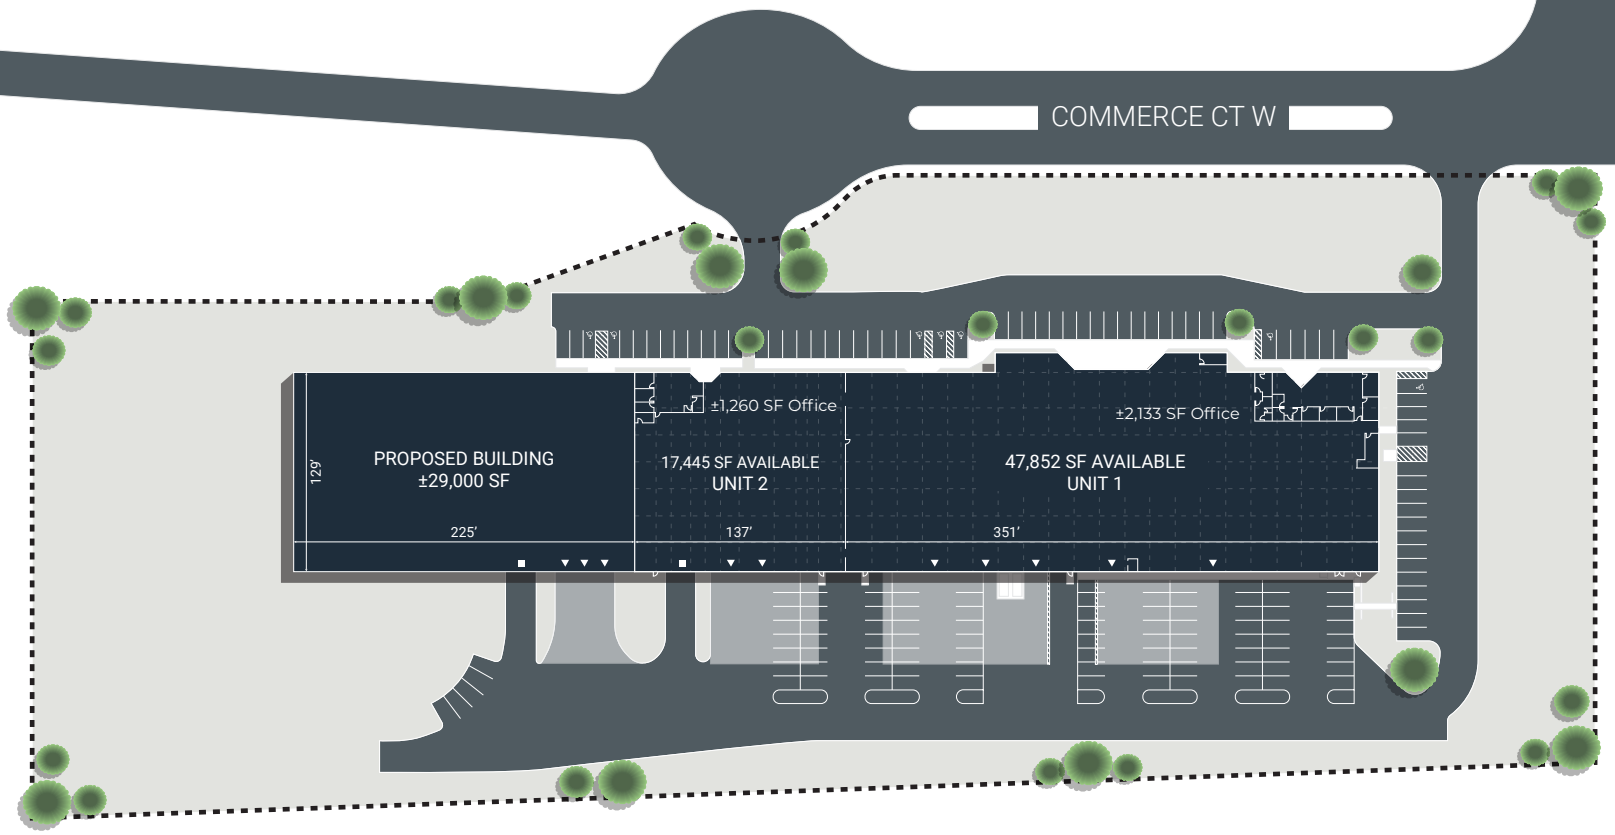 COMMERCE CT W
±1,260 SF Office
±2,133 SF Office
PROPOSED BUILDING
±29,000 SF
17,445 SF AVAILABLE
UNIT 2
47,852 SF AVAILABLE
UNIT 1
129’
225’
137’
351’